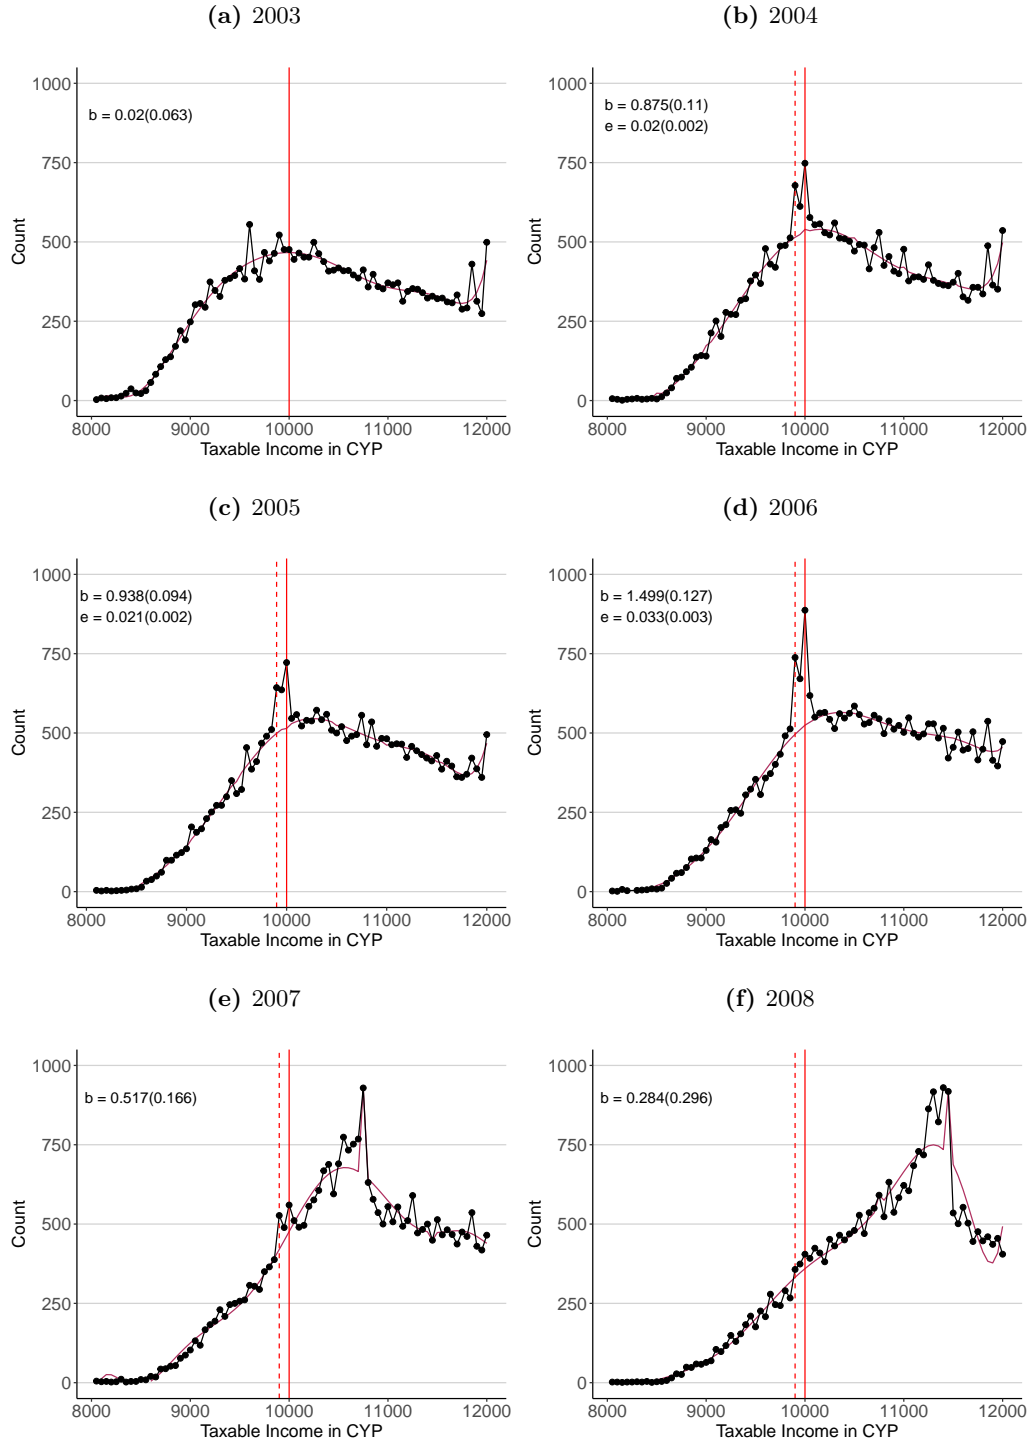 (a) 2003
1000
750
500
250
0
Count
b = 0.02(0.063)
8000 9000 10000 11000 12000
Taxable Income in CYP
(b) 2004
1000
750
500
250
0
Count
b = 0.875(0.11)
e = 0.02(0.002)
8000 9000 10000 11000 12000
Taxable Income in CYP
(c) 2005
1000
750
500
250
0
Count
b = 0.938(0.094)
e = 0.021(0.002)
8000 9000 10000 11000 12000
Taxable Income in CYP
(d) 2006
1000
750
500
250
0
Count
b = 1.499(0.127)
e = 0.033(0.003)
8000 9000 10000 11000 12000
Taxable Income in CYP
(e) 2007
1000
750
500
250
0
Count
b = 0.517(0.166)
8000 9000 10000 11000 12000
Taxable Income in CYP
(f) 2008
1000
750
500
250
0
Count
b = 0.284(0.296)
8000 9000 10000 11000 12000
Taxable Income in CYP